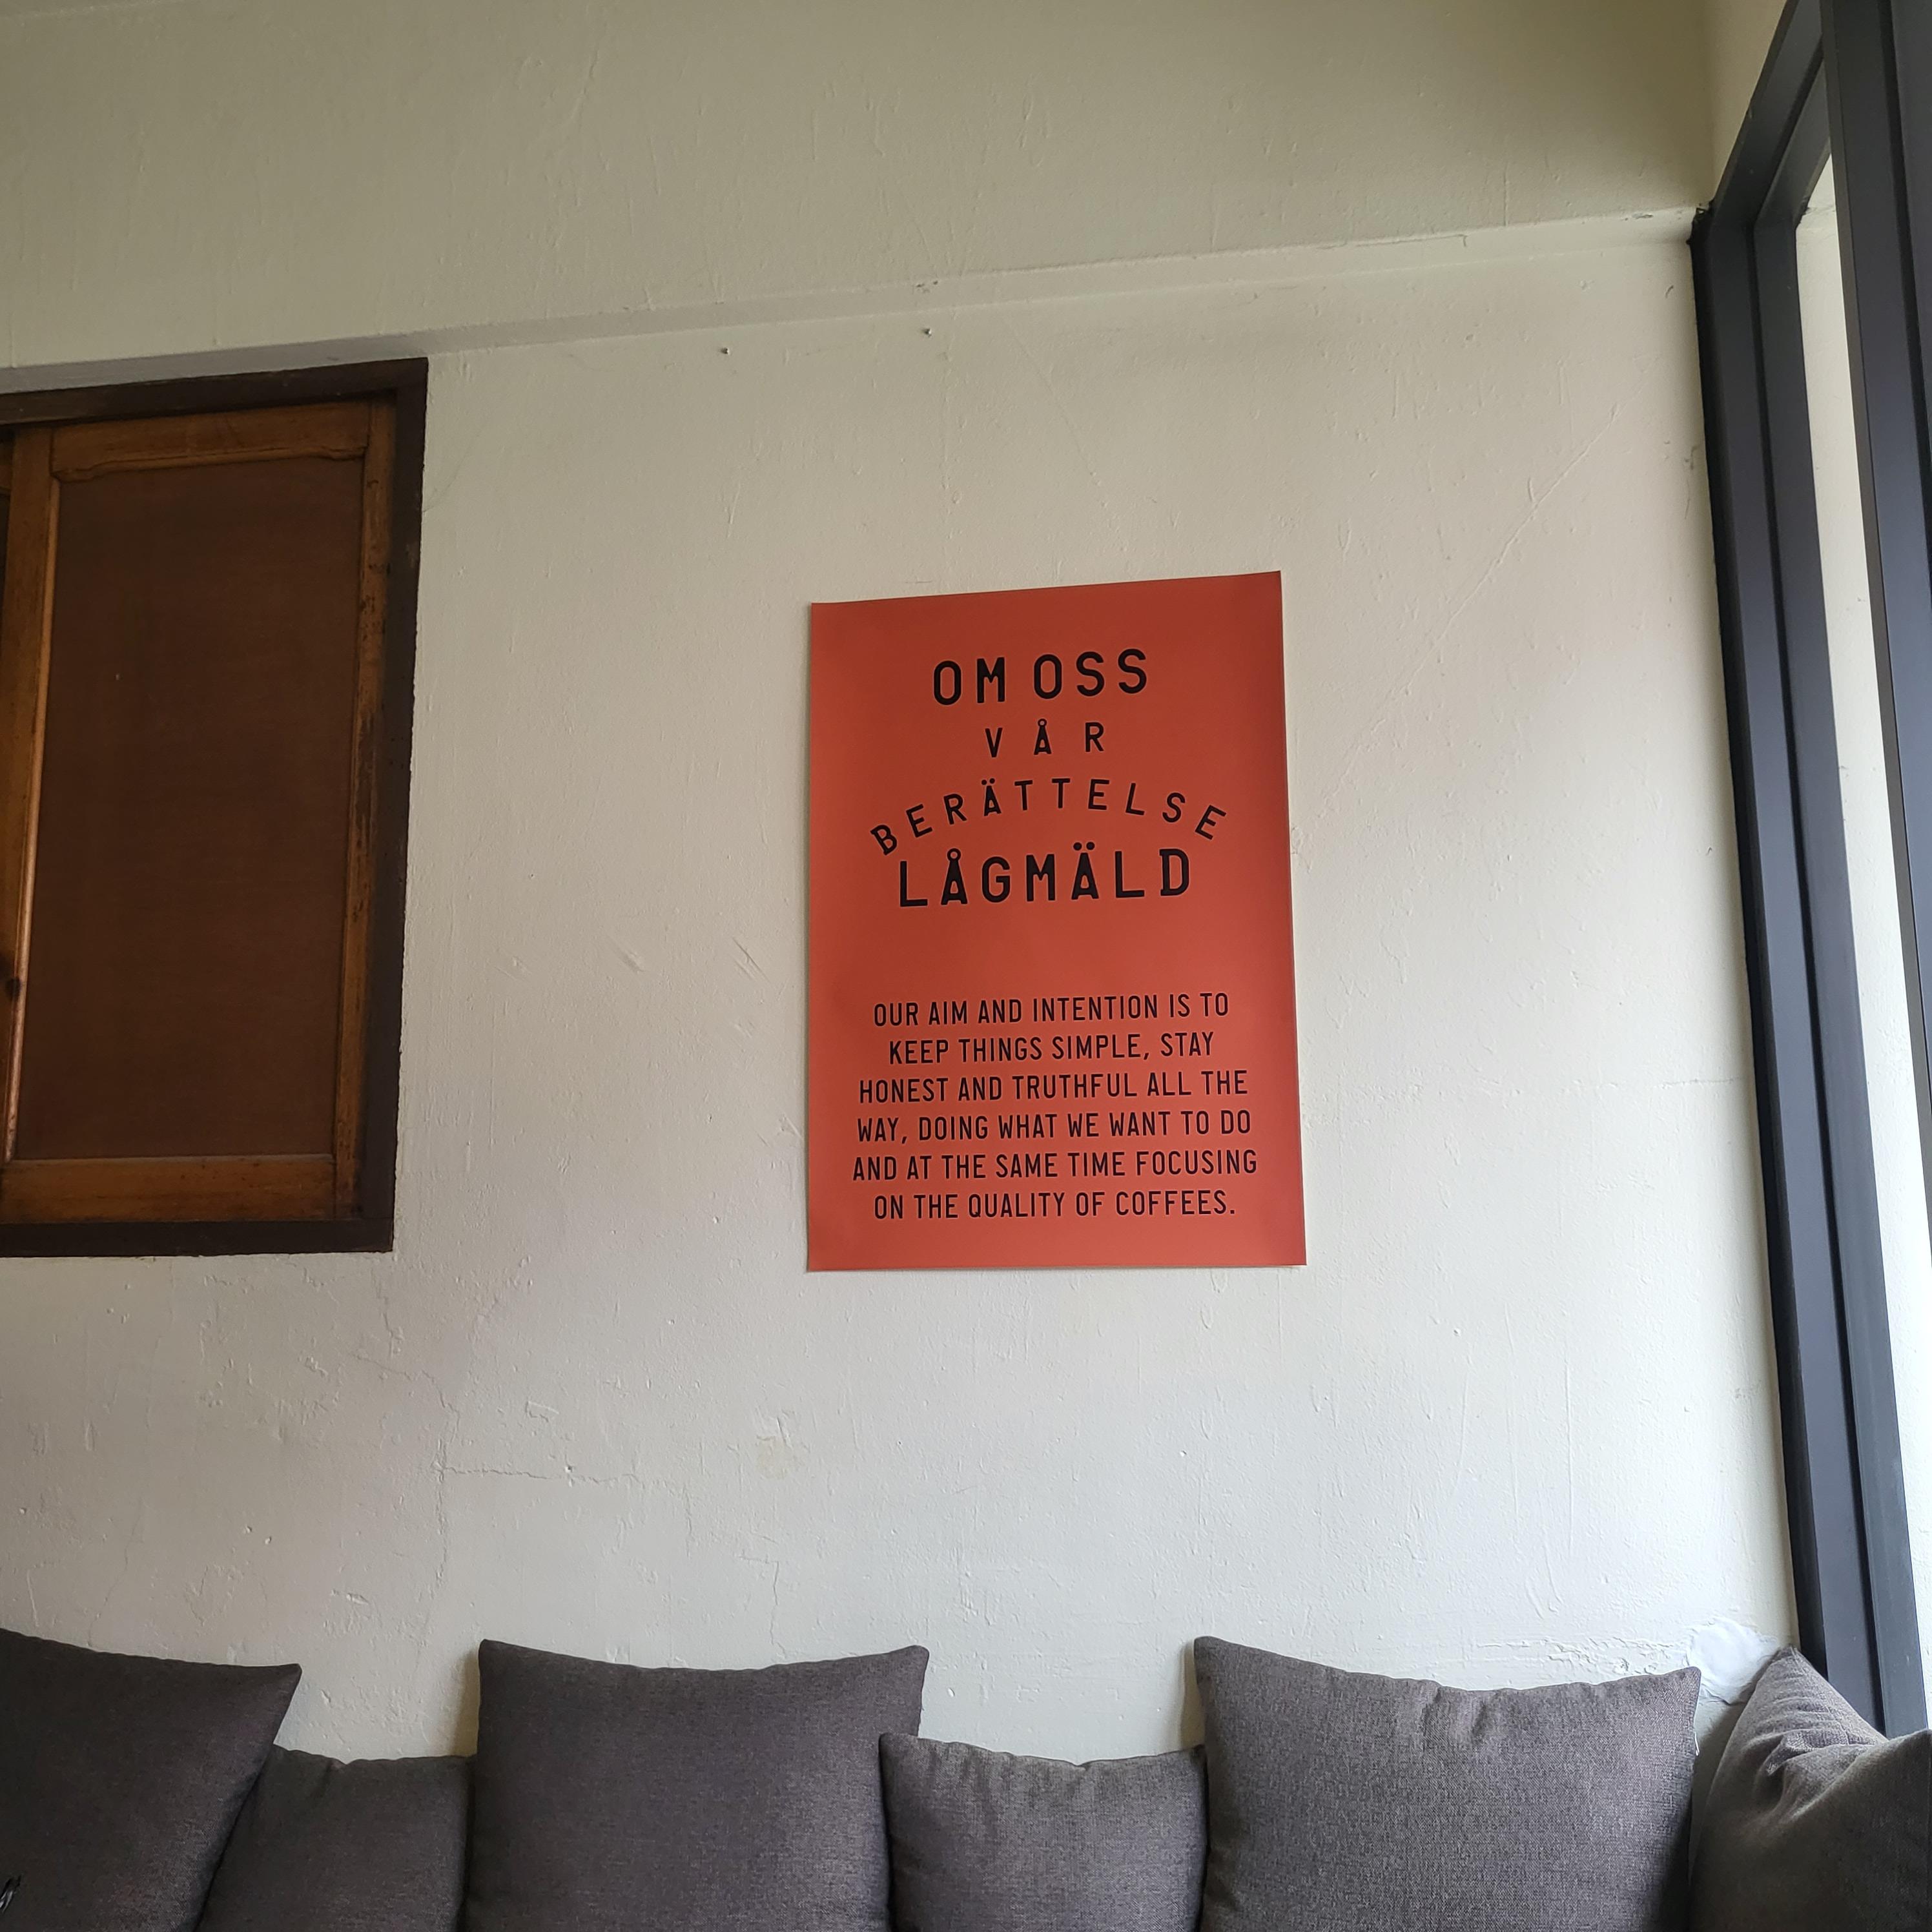 OM OSS
VÅR
BERÄTTELSE
LÅGMÄLD
OUR AIM AND INTENTION IS TO
KEEP THINGS SIMPLE, STAY
HONEST AND TRUTHFUL ALL THE
WAY, DOING WHAT WE WANT TO DO
AND AT THE SAME TIME FOCUSING
ON THE QUALITY OF COFFEES.